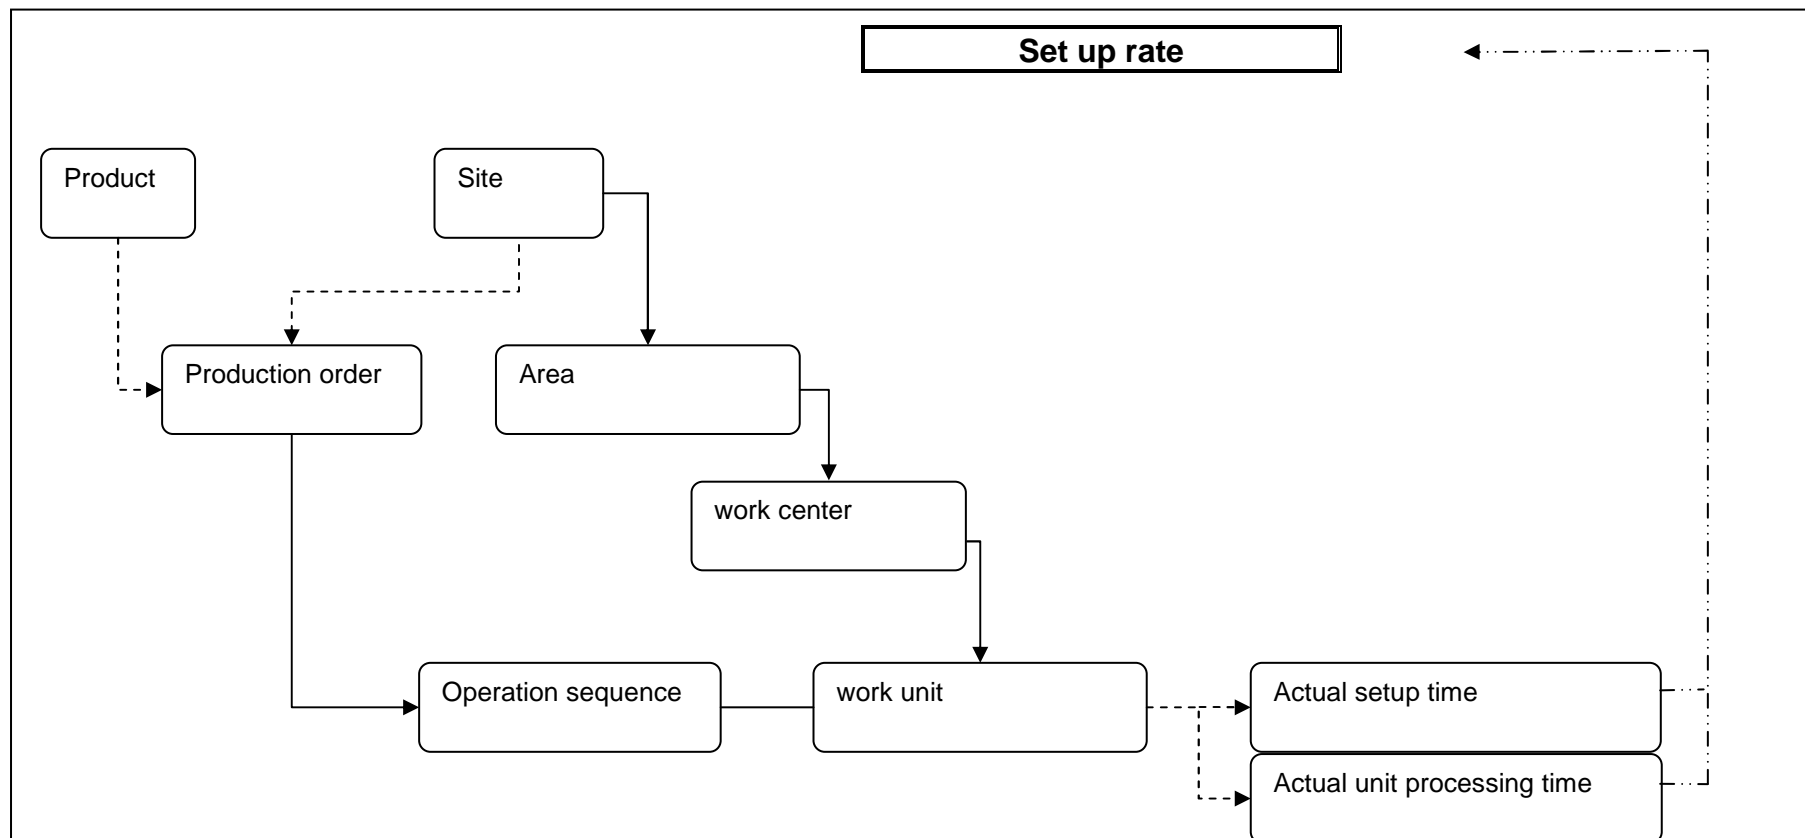 Set up rate
Product
Site
Production order
Area
work center
Operation sequence
work unit
Actual setup time
Actual unit processing time